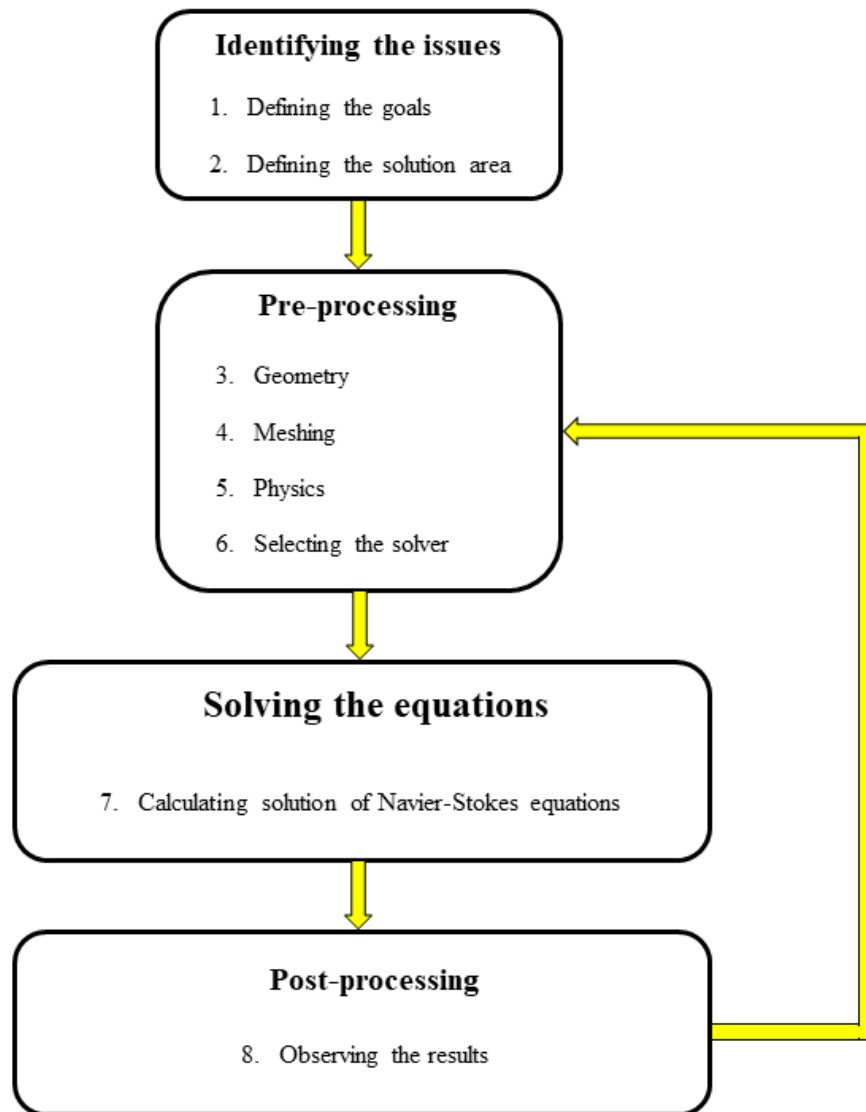 Identifying the issues
1. Defining the goals
2. Defining the solution area
Pre-processing
3. Geometry
4. Meshing
5. Physics
6. Selecting the solver
Solving the equations
7. Calculating solution of Navier-Stokes equations
Post-processing
8. Observing the results